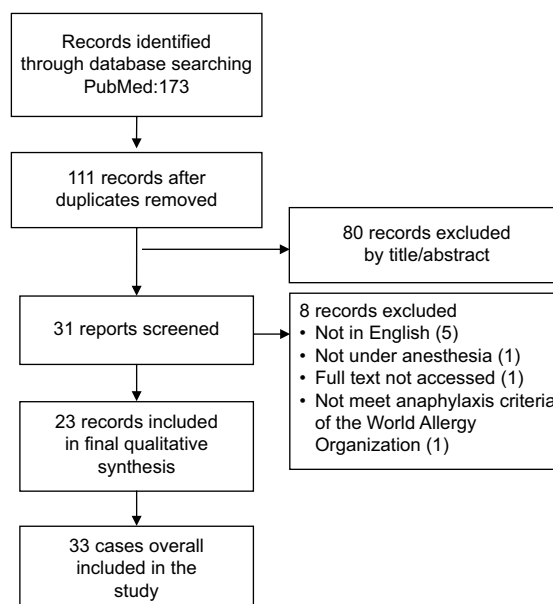 Records identified
through database searching
PubMed:173
111 records after
duplicates removed
80 records excluded
by title/abstract
31 reports screened
8 records excluded
• Not in English (5)
• Not under anesthesia (1)
• Full text not accessed (1)
• Not meet anaphylaxis criteria
of the World Allergy
Organization (1)
23 records included
in final qualitative
synthesis
33 cases overall
included in the
study